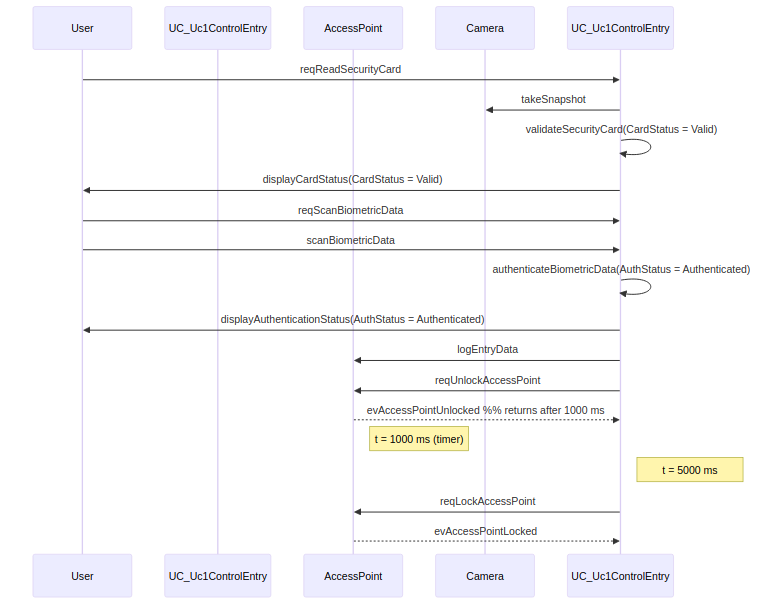 User
UC_Uc1ControlEntry
AccessPoint
Camera
UC_Uc1ControlEntry
reqReadSecurityCard
takeSnapshot
validateSecurityCard(CardStatus = Valid)
displayCardStatus(CardStatus = Valid)
reqScanBiometricData
scanBiometricData
authenticateBiometricData(AuthStatus = Authenticated)
displayAuthenticationStatus(AuthStatus = Authenticated)
logEntryData
reqUnlockAccessPoint
evAccessPointUnlocked %% returns after 1000 ms
t = 1000 ms (timer)
t = 5000 ms
reqLockAccessPoint
evAccessPointLocked
User
UC_Uc1ControlEntry
AccessPoint
Camera
UC_Uc1ControlEntry